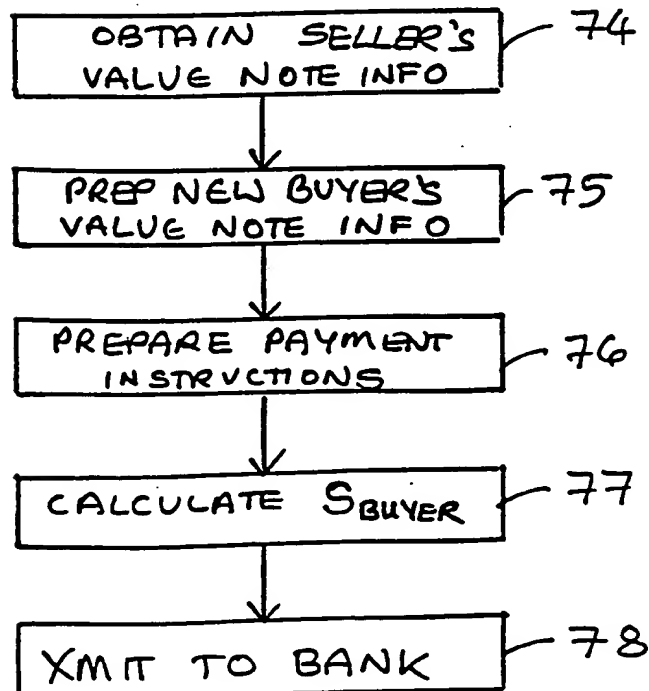 OBTAIN SELLER'S
VALUE NOTE INFO
74
PREP NEW BUYER'S
VALUE NOTE INFO
75
PREPARE PAYMENT
INSTRUCTIONS
76
CALCULATE SBUYER
77
XMIT TO BANK
78